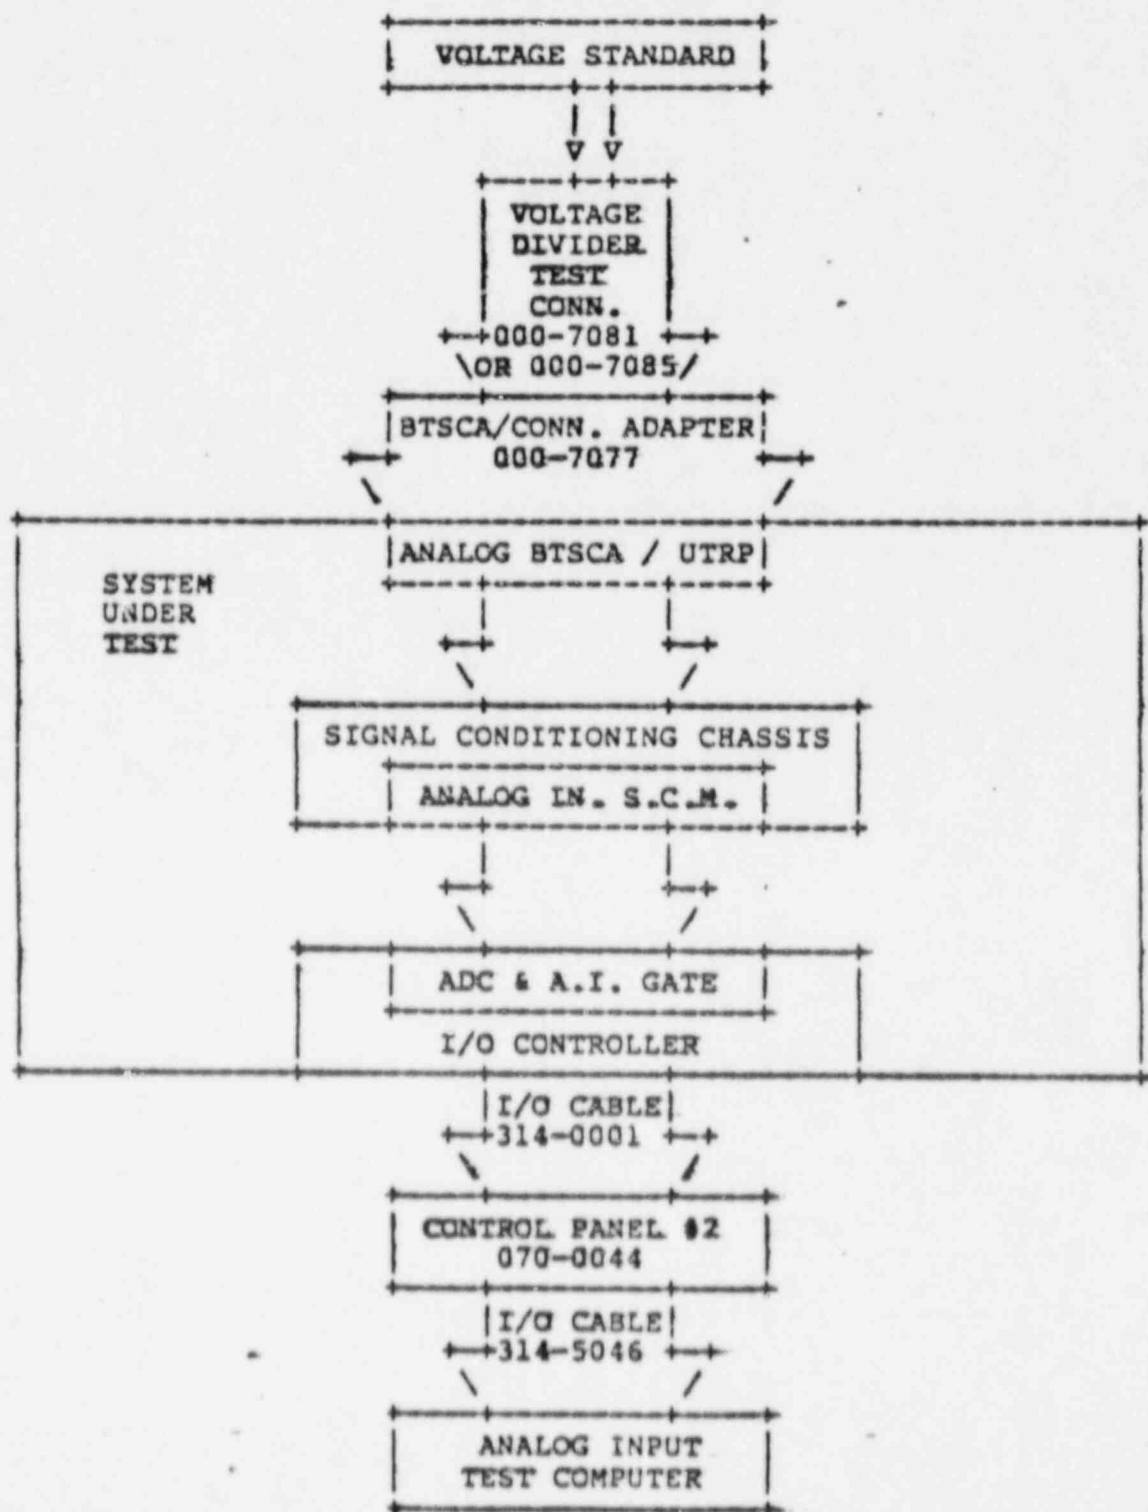 VOLTAGE STANDARD
VOLTAGE
DIVIDER
TEST
CONN.
000-7081
OR 000-7085
BTSCA/CONN. ADAPTER
000-7077
ANALOG BTSCA / UTRP
SYSTEM
UNDER
TEST
SIGNAL CONDITIONING CHASSIS
ANALOG IN. S.C.M.
ADC & A.I. GATE
I/O CONTROLLER
I/O CABLE
314-0001
CONTROL PANEL #2
070-0044
I/O CABLE
314-5046
ANALOG INPUT
TEST COMPUTER